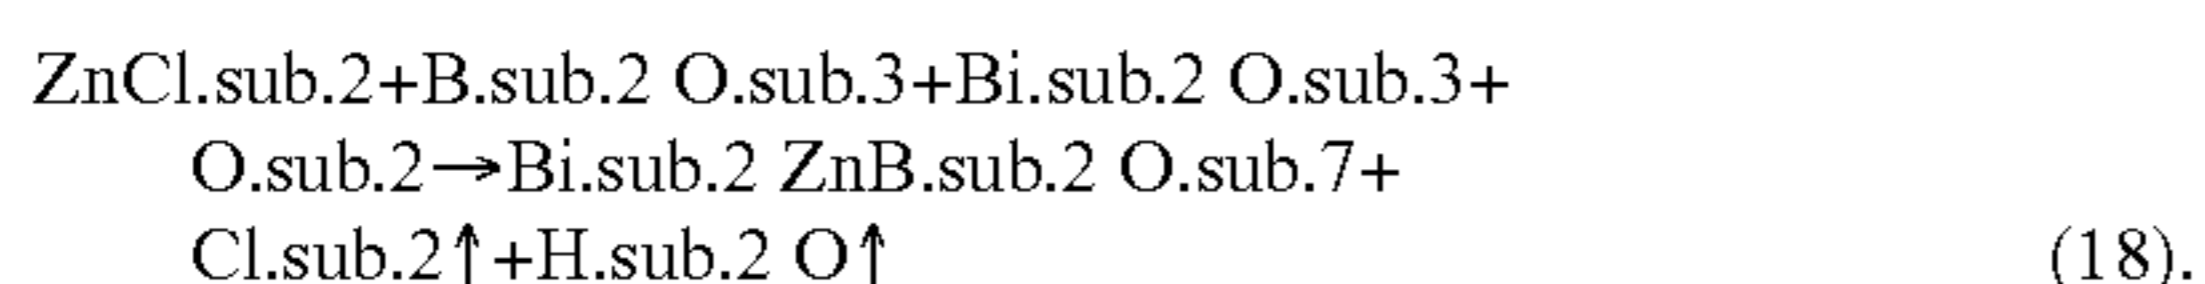 ZnCl.sub.2+B.sub.2 O.sub.3+Bi.sub.2 O.sub.3+
O.sub.2→Bi.sub.2 ZnB.sub.2 O.sub.7+
Cl.sub.2↑+H.sub.2 O↑ (18).